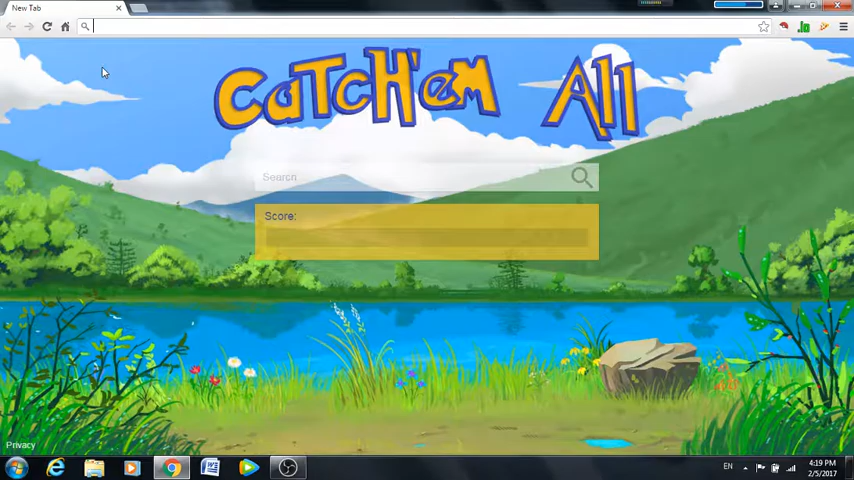 New Tab
CaTcH'eM All
Search
Score:
Privacy
EN
4:19 PM
2/5/2017